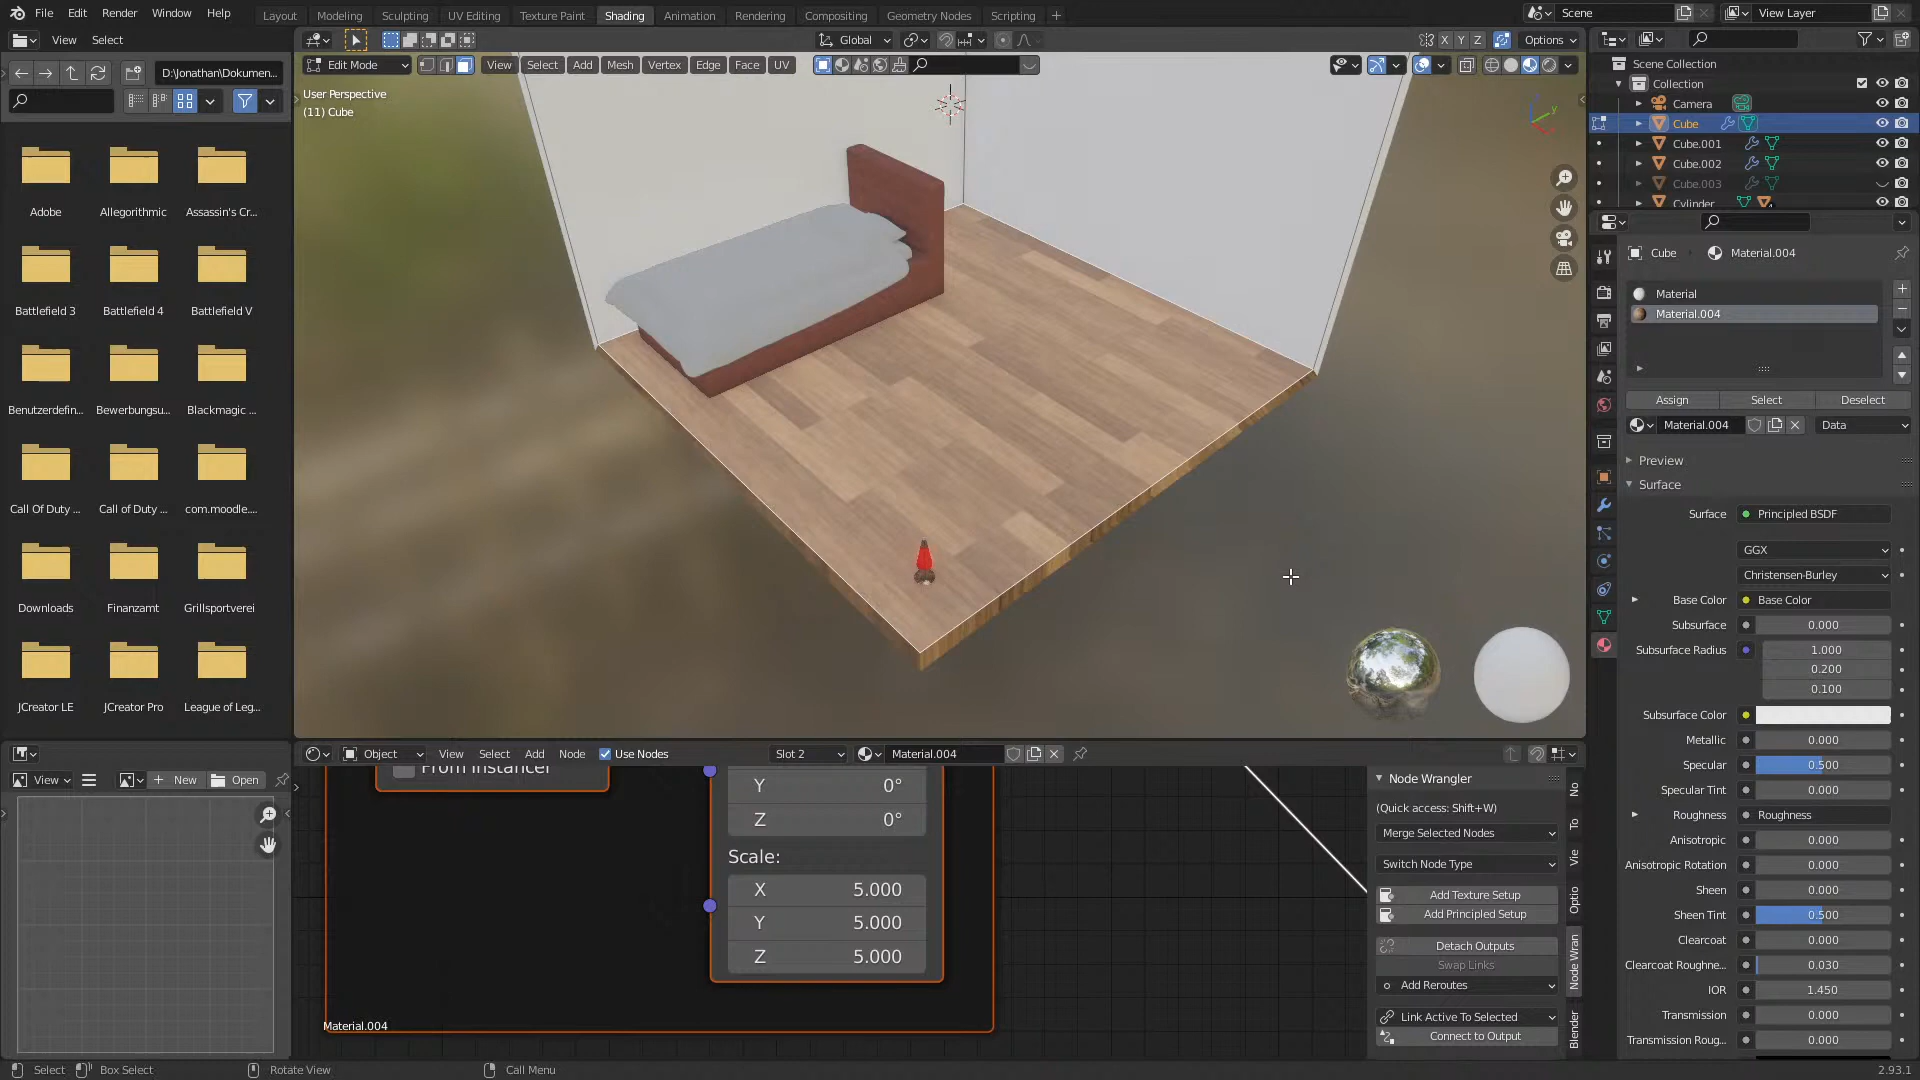 File Edit Render Window Help Layout Modeling Sculpting UV Editing Texture Paint Shading Animation Rendering Compositing Geometry Nodes Scripting + Scene View Layer
View Select
Global Options
D:\Jonathan\Dokumen...
Edit Mode View Select Add Mesh Vertex Edge Face UV
X Y Z
User Perspective
(11) Cube
Adobe Allegorithmic Assassin's Cr...
Battlefield 3 Battlefield 4 Battlefield V
Benutzerdefin... Bewerbungsu... Blackmagic ...
Call Of Duty ... Call of Duty ... com.moodle....
Downloads Finanzamt Grillsportverei
JCreator LE JCreator Pro League of Leg...
Scene Collection
Collection
Camera
Cube
Cube.001
Cube.002
Cube.003
Cylinder
Cube Material.004
Material
Material.004
Assign Select Deselect
Material.004 Data
Preview
Surface
Surface Principled BSDF
GGX
Christensen-Burley
Base Color Base Color
Subsurface 0.000
Subsurface Radius 1.000
0.200
0.100
Subsurface Color
Metallic 0.000
Specular 0.500
Specular Tint 0.000
Roughness Roughness
Anisotropic 0.000
Anisotropic Rotation 0.000
Sheen 0.000
Sheen Tint 0.500
Clearcoat 0.000
Clearcoat Roughne... 0.030
IOR 1.450
Transmission 0.000
Transmission Roug... 0.000
View New Open
Object View Select Add Node Use Nodes Slot 2 Material.004
From Instancer
Y 0°
Z 0°
Scale:
X 5.000
Y 5.000
Z 5.000
Material.004
Node Wrangler
(Quick access: Shift+W)
Merge Selected Nodes
Switch Node Type
Add Texture Setup
Add Principled Setup
Detach Outputs
Swap Links
Add Reroutes
Link Active To Selected
Connect to Output
No
To
Vie
Optio
Node Wran
Blender
Select Box Select Rotate View Call Menu 2.93.1